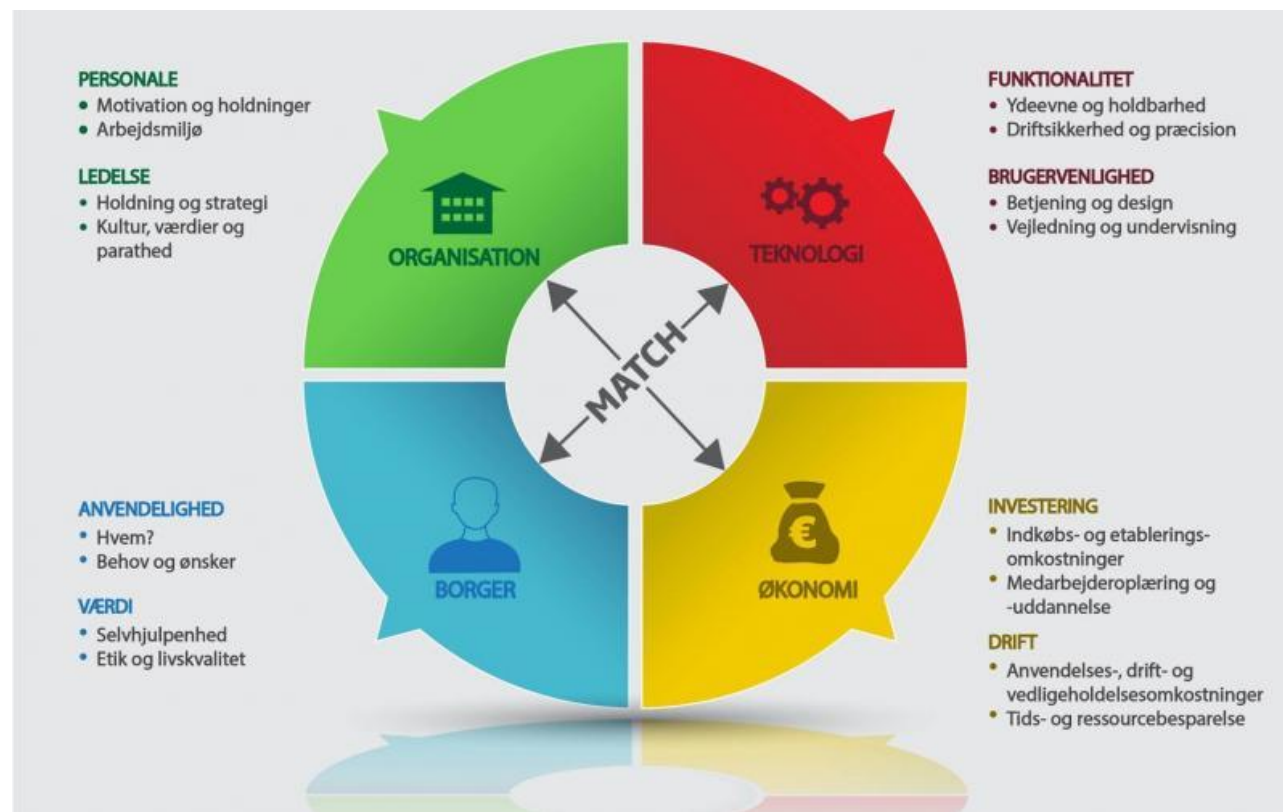 PERSONALE
• Motivation og holdninger
• Arbejdsmiljø
LEDELSE
• Holdning og strategi
• Kultur, værdier og
parathed
ORGANISATION
FUNKTIONALITET
• Ydeevne og holdbarhed
• Driftsikkerhed og præcision
BRUGERVENLIGHED
• Betjening og design
• Vejledning og undervisning
TEKNOLOGI
MATCH
ANVENDELIGHED
• Hvem?
• Behov og ønsker
VÆRDI
• Selvhjulpenhed
• Etik og livskvalitet
BORGER
€
ØKONOMI
INVESTERING
• Indkøbs- og etablerings-
omkostninger
• Medarbejderoplæring og
-uddannelse
DRIFT
• Anvendelses-, drift- og
vedligeholdelsesomkostninger
• Tids- og ressourcebesparelse